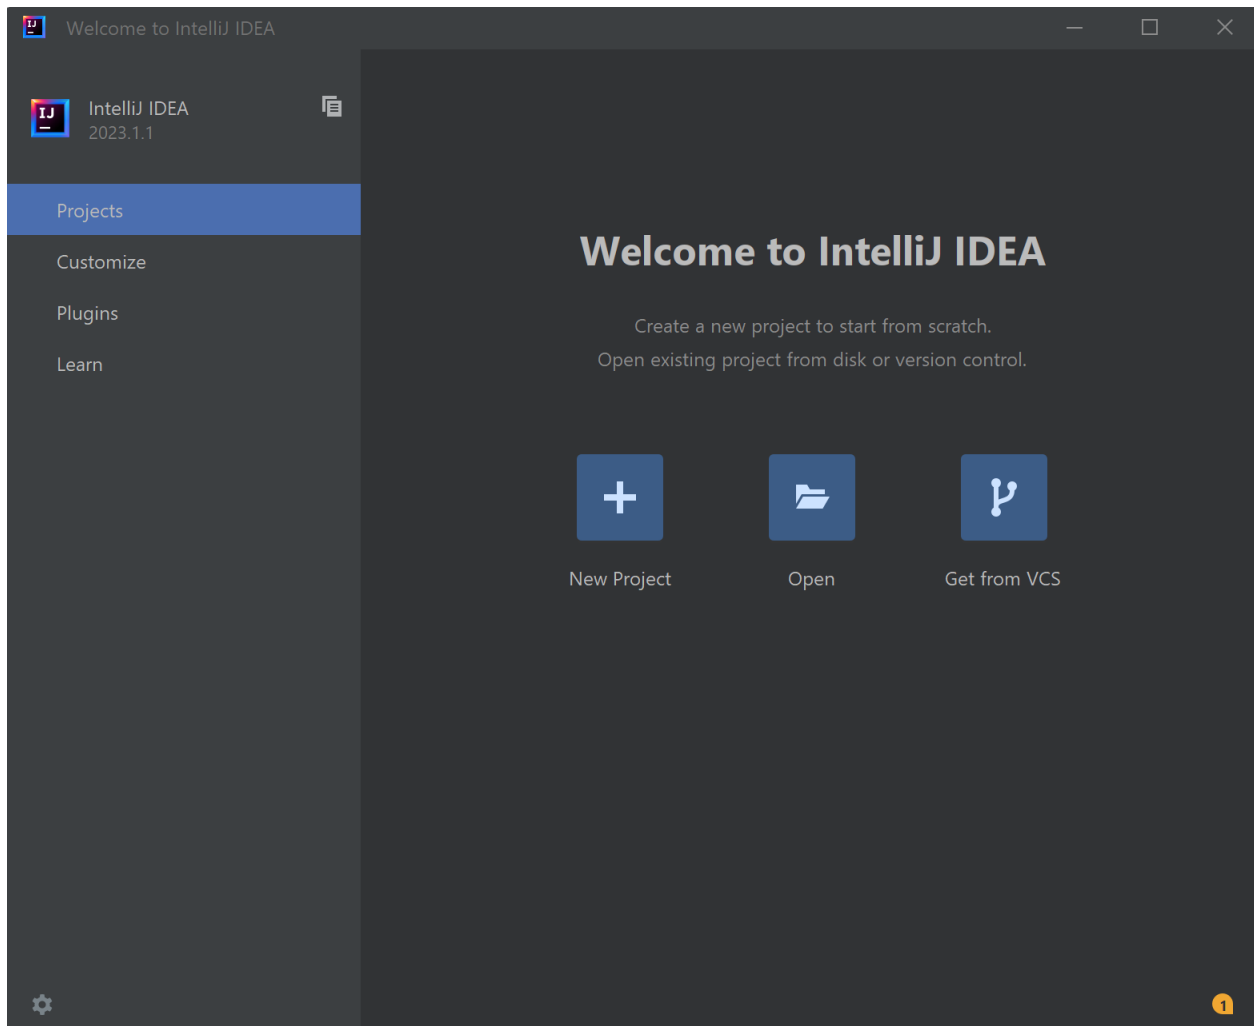 Welcome to IntelliJ IDEA
IntelliJ IDEA
2023.1.1
Projects
Customize
Plugins
Learn
Welcome to IntelliJ IDEA
Create a new project to start from scratch.
Open existing project from disk or version control.
New Project
Open
Get from VCS
1